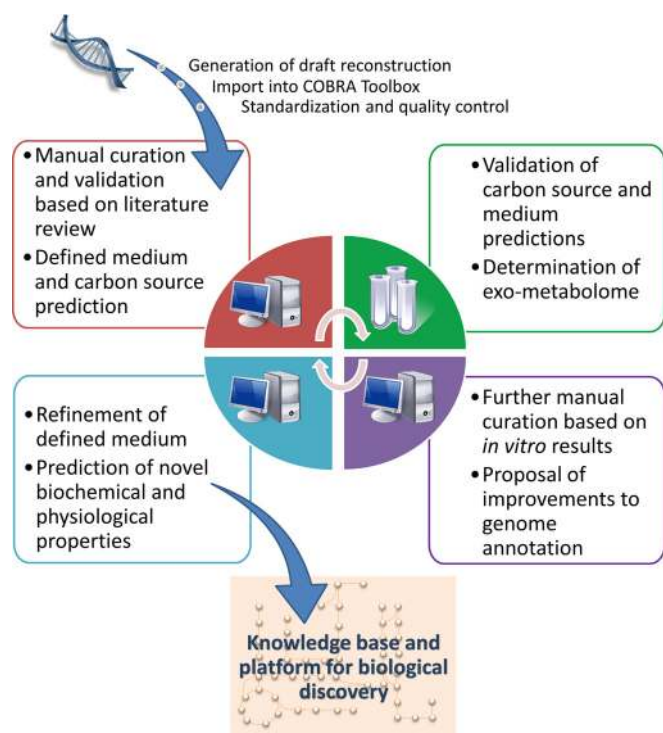 Generation of draft reconstruction
Import into COBRA Toolbox
Standardization and quality control
•Manual curation
and validation
based on literature
review
•Defined medium
and carbon source
prediction
•Validation of
carbon source and
medium
predictions
•Determination of
exo-metabolome
•Refinement of
defined medium
•Prediction of novel
biochemical and
physiological
properties
•Further manual
curation based on
in vitro results
•Proposal of
improvements to
genome
annotation
Knowledge base and
platform for biological
discovery